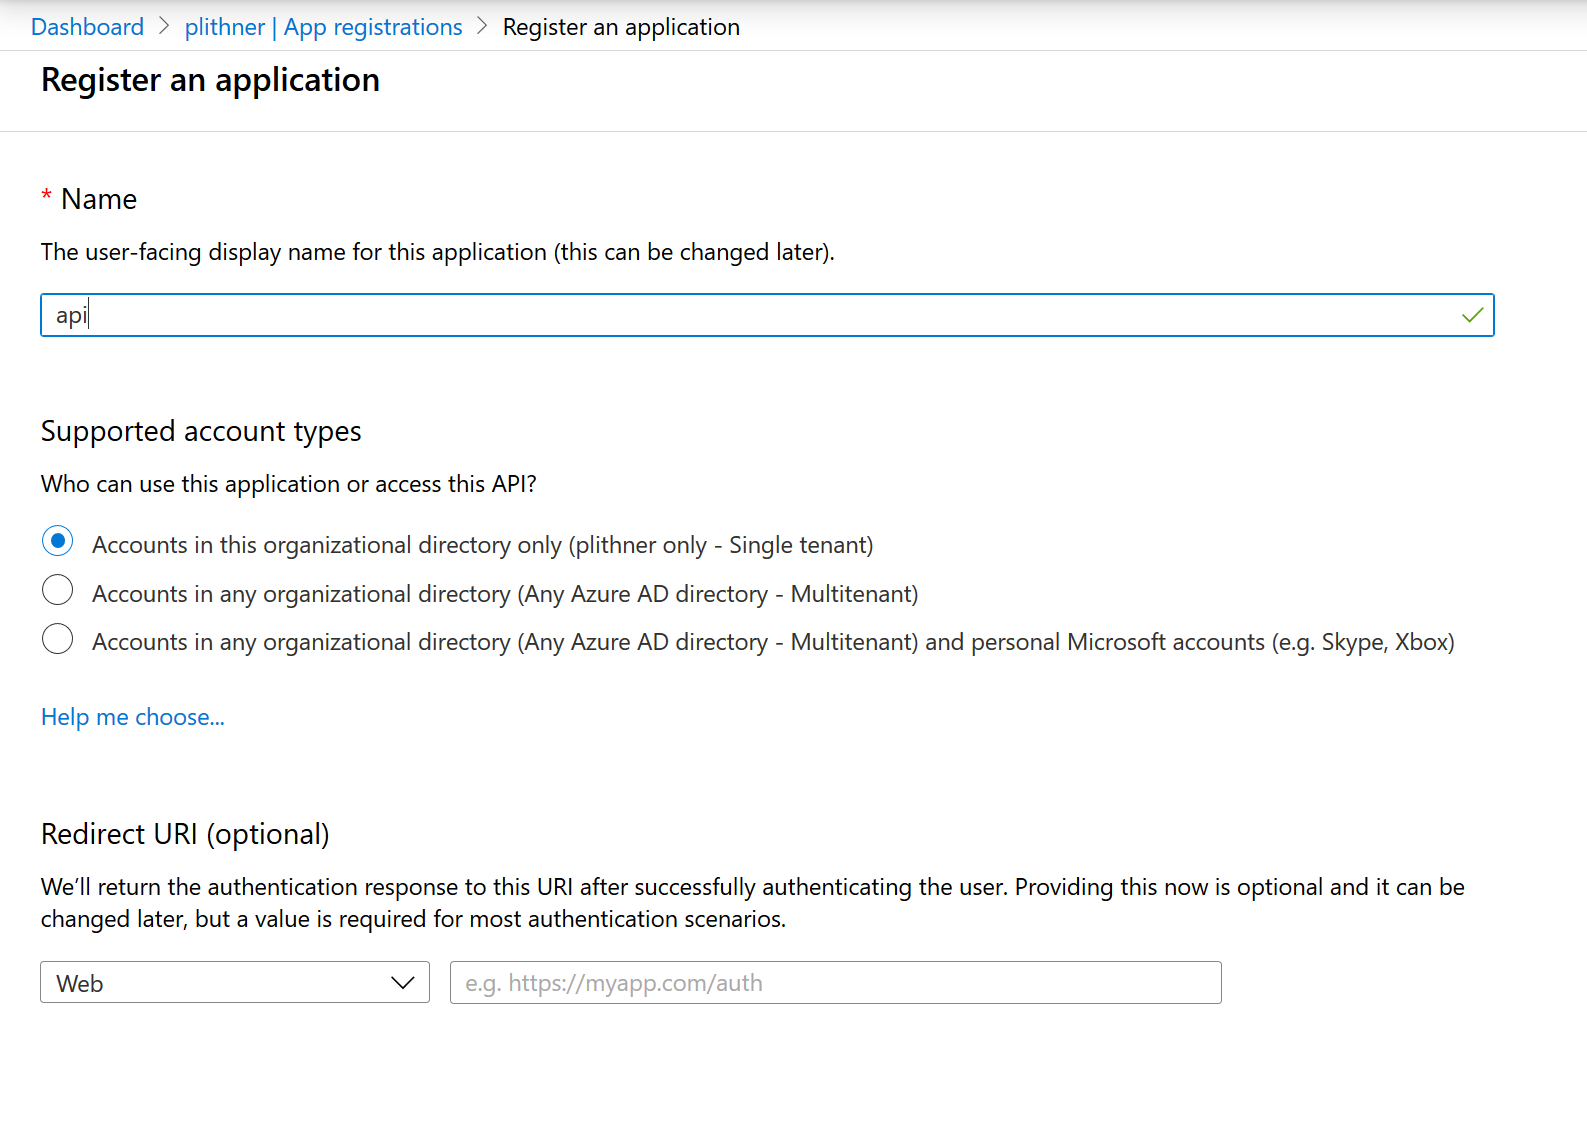 Dashboard > plithner | App registrations > Register an application
Register an application
* Name
The user-facing display name for this application (this can be changed later).
api
Supported account types
Who can use this application or access this API?
Accounts in this organizational directory only (plithner only - Single tenant)
Accounts in any organizational directory (Any Azure AD directory - Multitenant)
Accounts in any organizational directory (Any Azure AD directory - Multitenant) and personal Microsoft accounts (e.g. Skype, Xbox)
Help me choose...
Redirect URI (optional)
We’ll return the authentication response to this URI after successfully authenticating the user. Providing this now is optional and it can be
changed later, but a value is required for most authentication scenarios.
Web e.g. https://myapp.com/auth